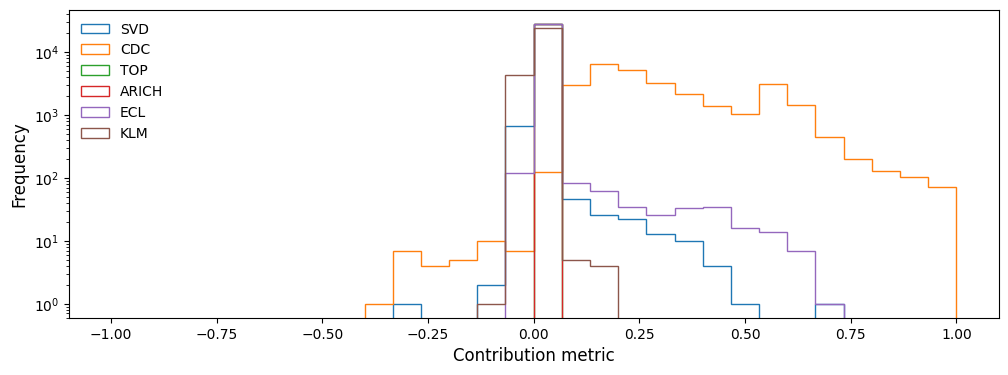 SVD
CDC
TOP
ARICH
ECL
KLM
Frequency
10⁴
10³
10²
10¹
10⁰
−1.00 −0.75 −0.50 −0.25 0.00 0.25 0.50 0.75 1.00
Contribution metric